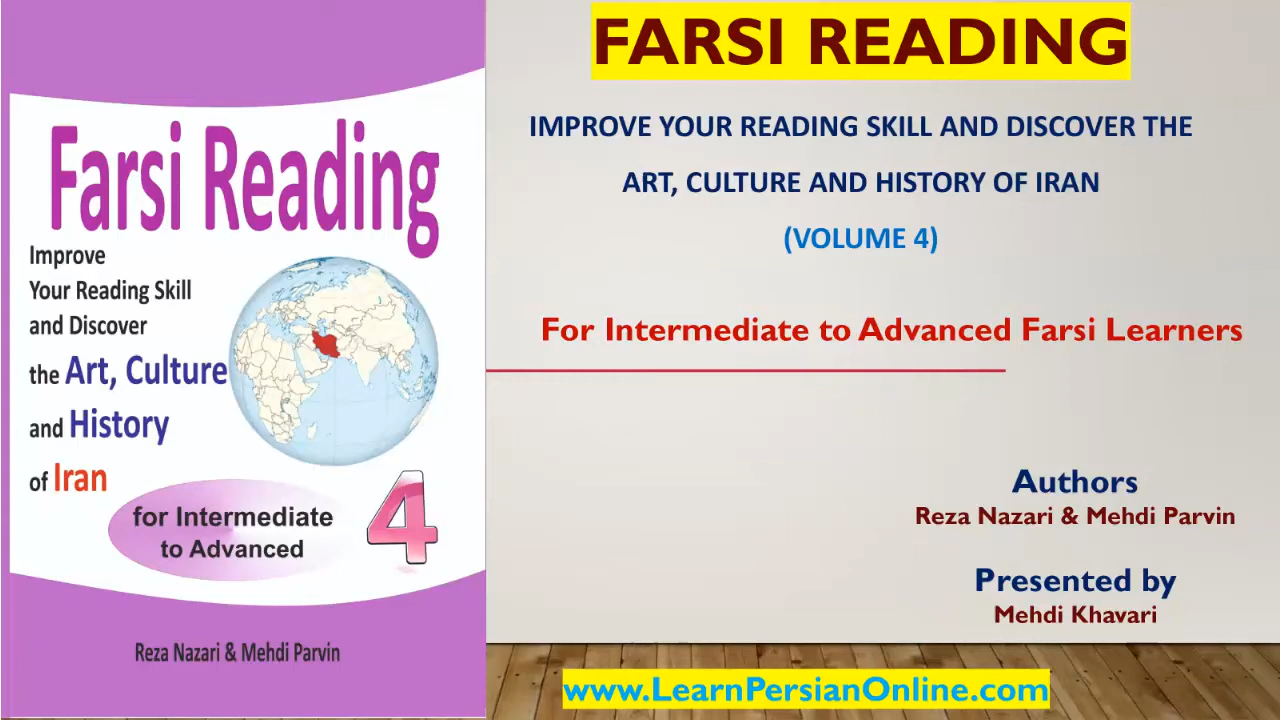 Farsi Reading
Improve
Your Reading Skill
and Discover
the Art, Culture
and History
of Iran
for Intermediate
to Advanced
4
Reza Nazari & Mehdi Parvin
FARSI READING
IMPROVE YOUR READING SKILL AND DISCOVER THE
ART, CULTURE AND HISTORY OF IRAN
(VOLUME 4)
For Intermediate to Advanced Farsi Learners
Authors
Reza Nazari & Mehdi Parvin
Presented by
Mehdi Khavari
www.LearnPersianOnline.com